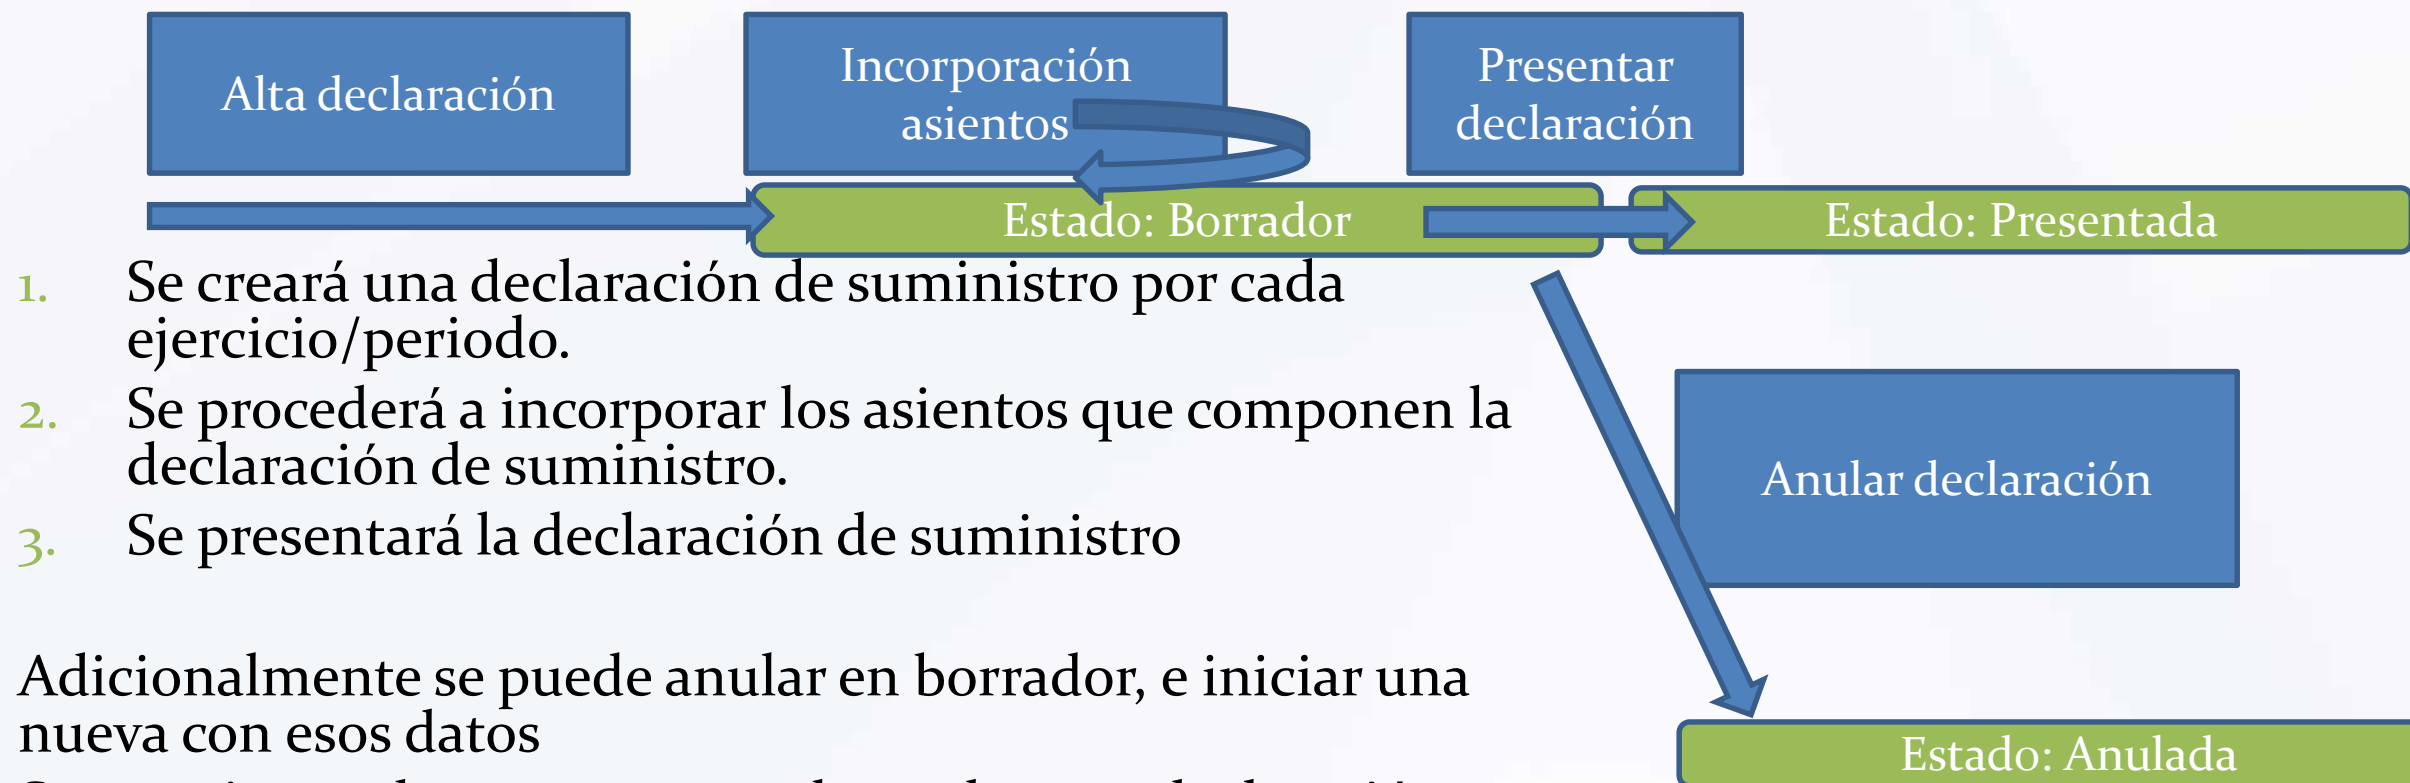 Alta declaración
Incorporación
asientos
Presentar
declaración
Estado: Borrador
Estado: Presentada
1. Se creará una declaración de suministro por cada
ejercicio/periodo.
2. Se procederá a incorporar los asientos que componen la
declaración de suministro.
3. Se presentará la declaración de suministro
Anular declaración
Adicionalmente se puede anular en borrador, e iniciar una
nueva con esos datos
Estado: Anulada